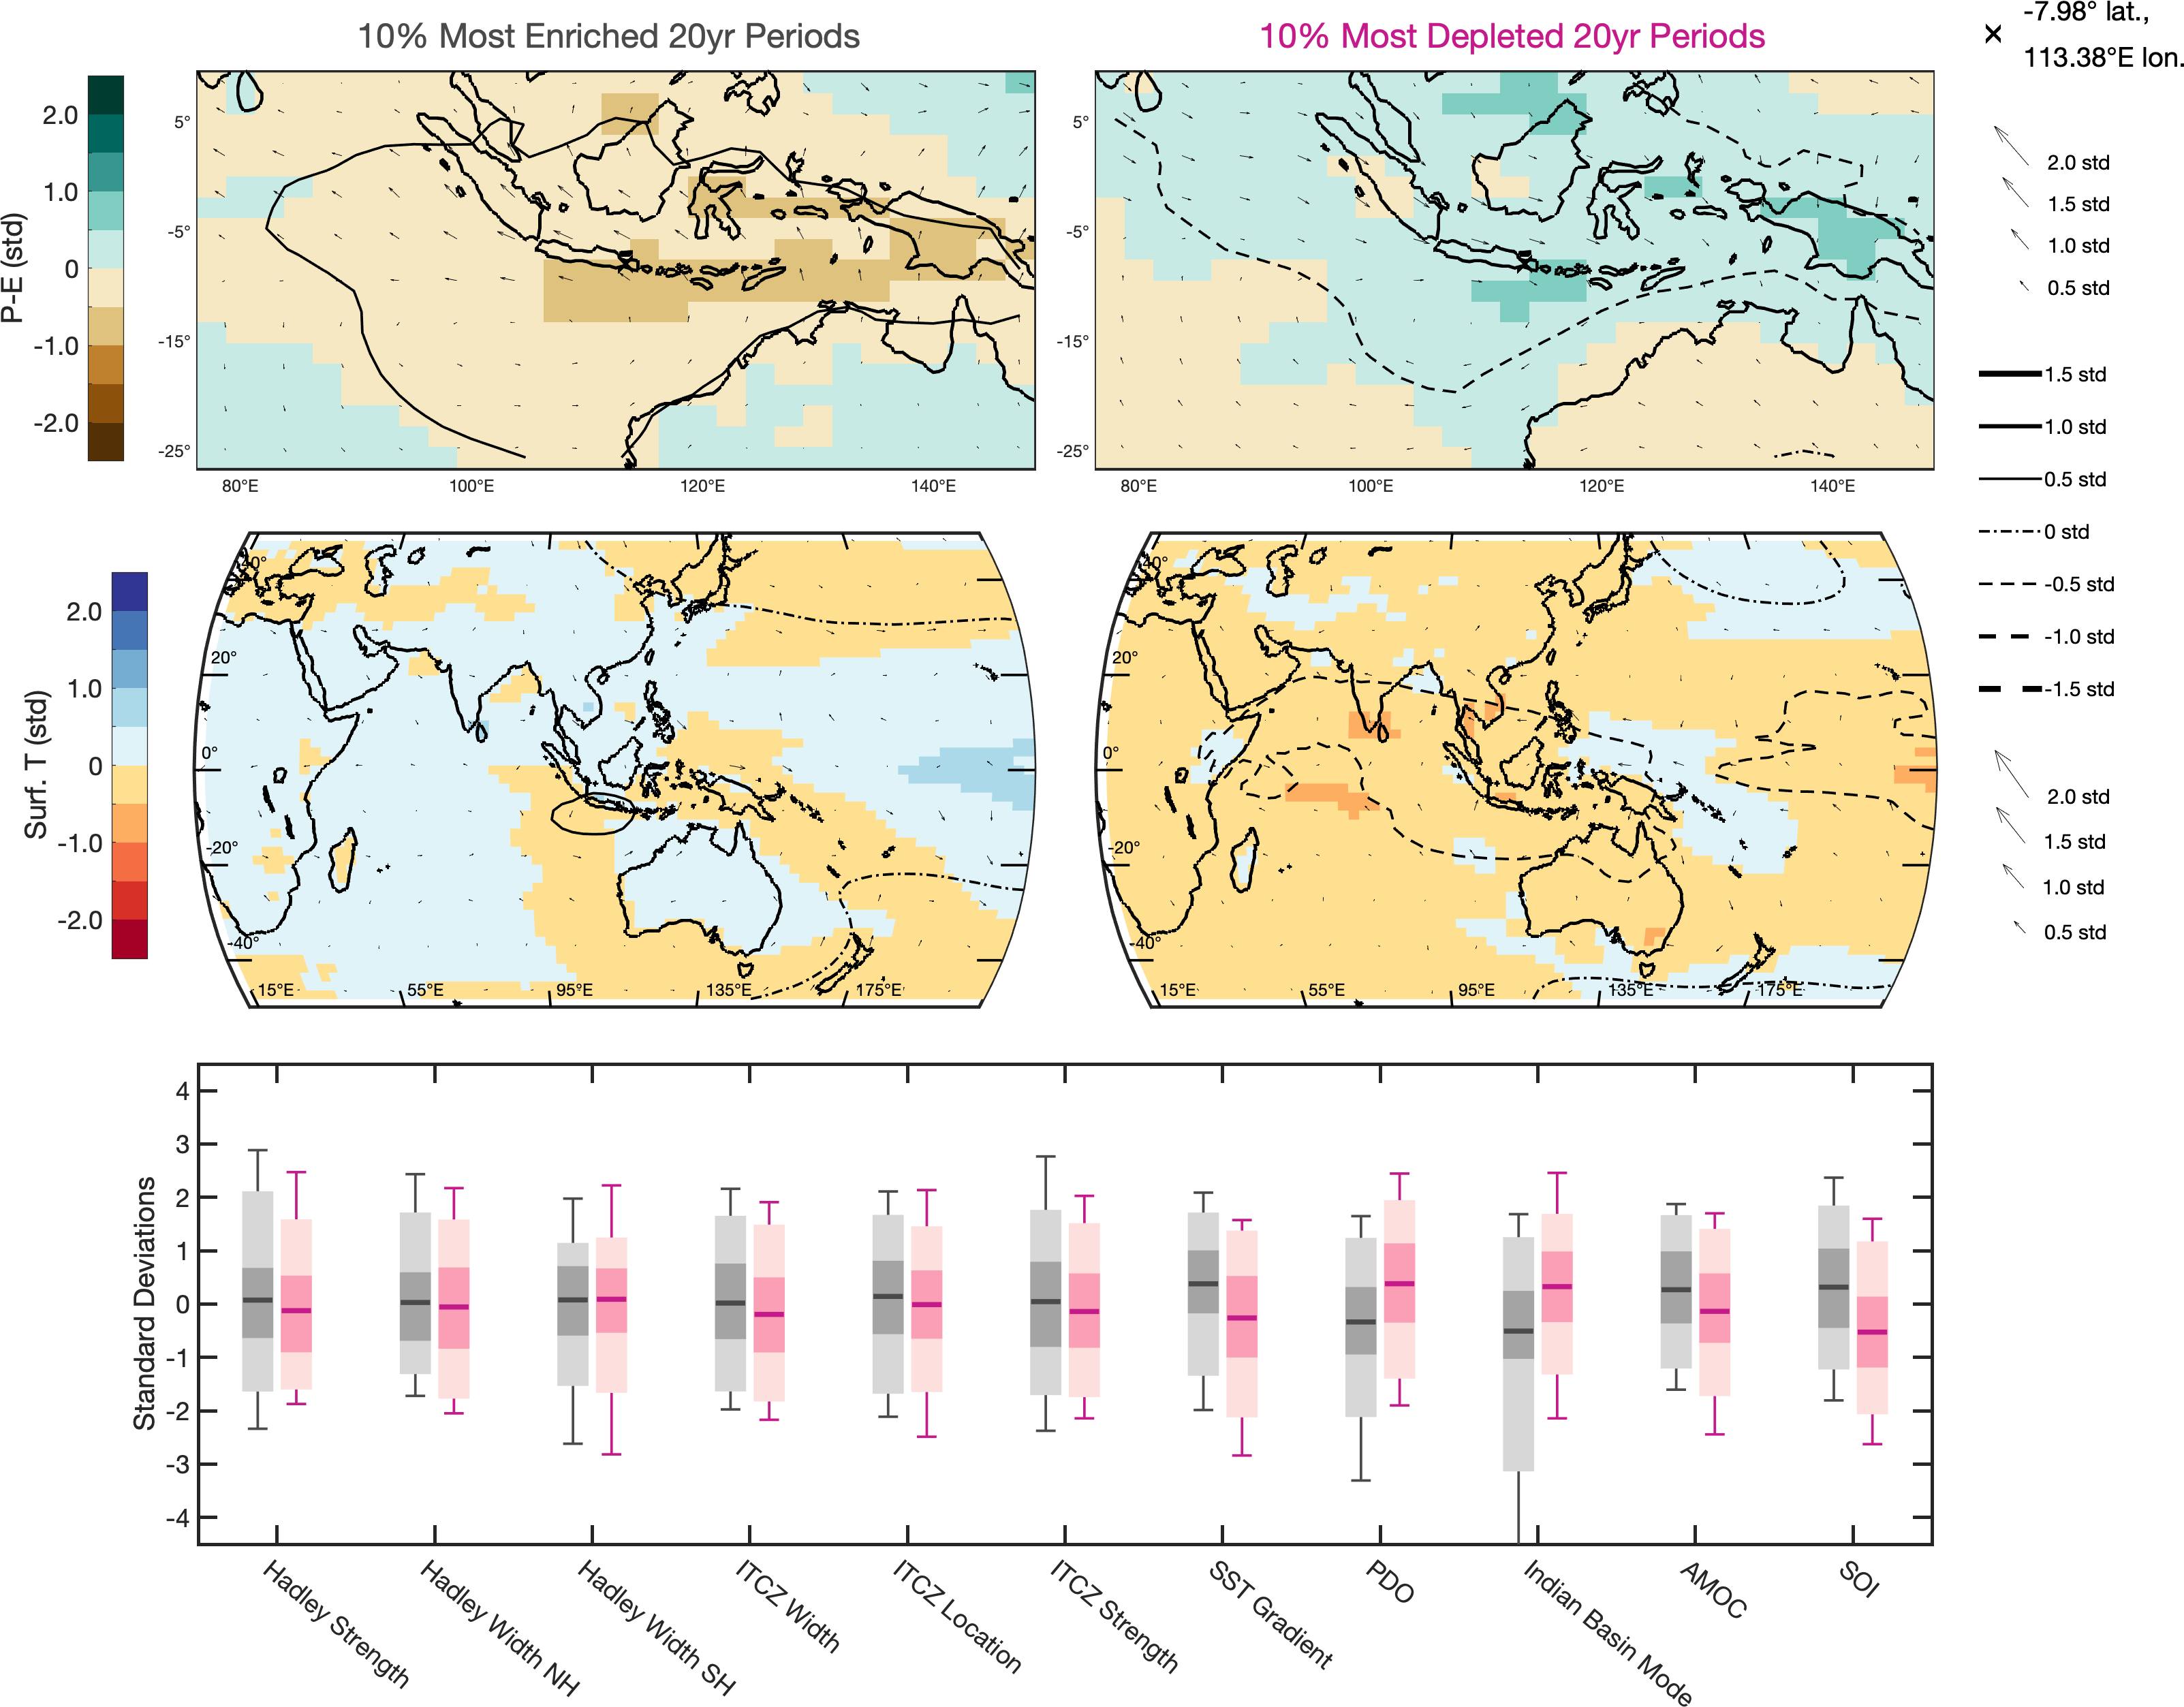 10% Most Enriched 20yr Periods
10% Most Depleted 20yr Periods
-7.98° lat.,
113.38°E lon.
P-E (std)
2.0
1.0
0
-1.0
-2.0
5°
-5°
-15°
-25°
80°E
100°E
120°E
140°E
5°
-5°
-15°
-25°
80°E
100°E
120°E
140°E
2.0 std
1.5 std
1.0 std
0.5 std
1.5 std
1.0 std
0.5 std
0 std
-0.5 std
-1.0 std
-1.5 std
Surf. T (std)
2.0
1.0
0
-1.0
-2.0
40°
20°
0°
-20°
-40°
15°E
55°E
95°E
135°E
175°E
40°
20°
0°
-20°
-40°
15°E
55°E
95°E
135°E
175°E
2.0 std
1.5 std
1.0 std
0.5 std
Standard Deviations
4
3
2
1
0
-1
-2
-3
-4
Hadley Strength
Hadley Width NH
Hadley Width SH
ITCZ Width
ITCZ Location
ITCZ Strength
SST Gradient
PDO
Indian Basin Mode
AMOC
SOI